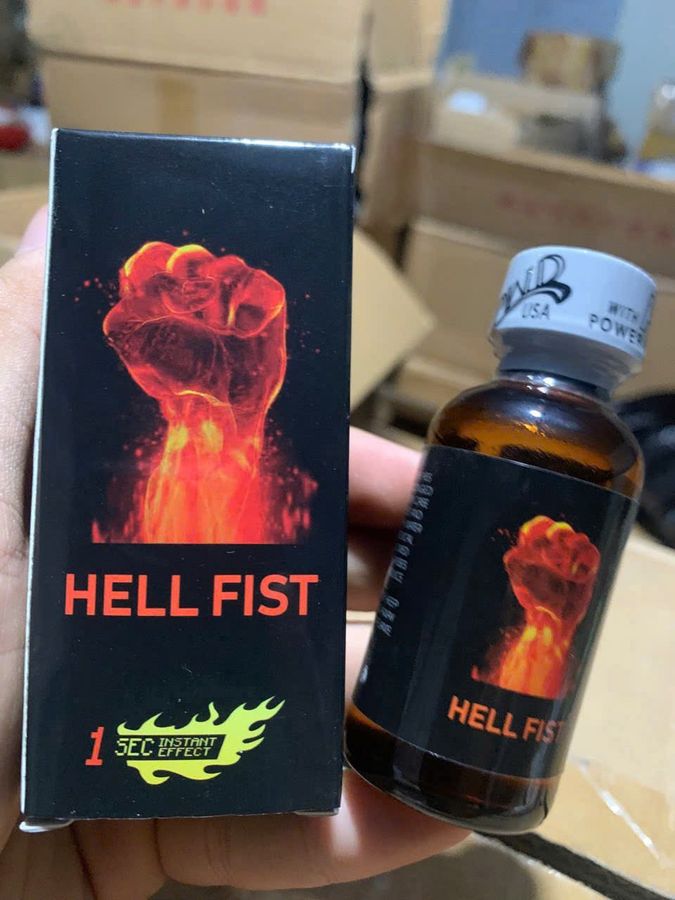 HELL FIST
1 SEC INSTANT
EFFECT
USA
WITH
POWER
HELL FIST